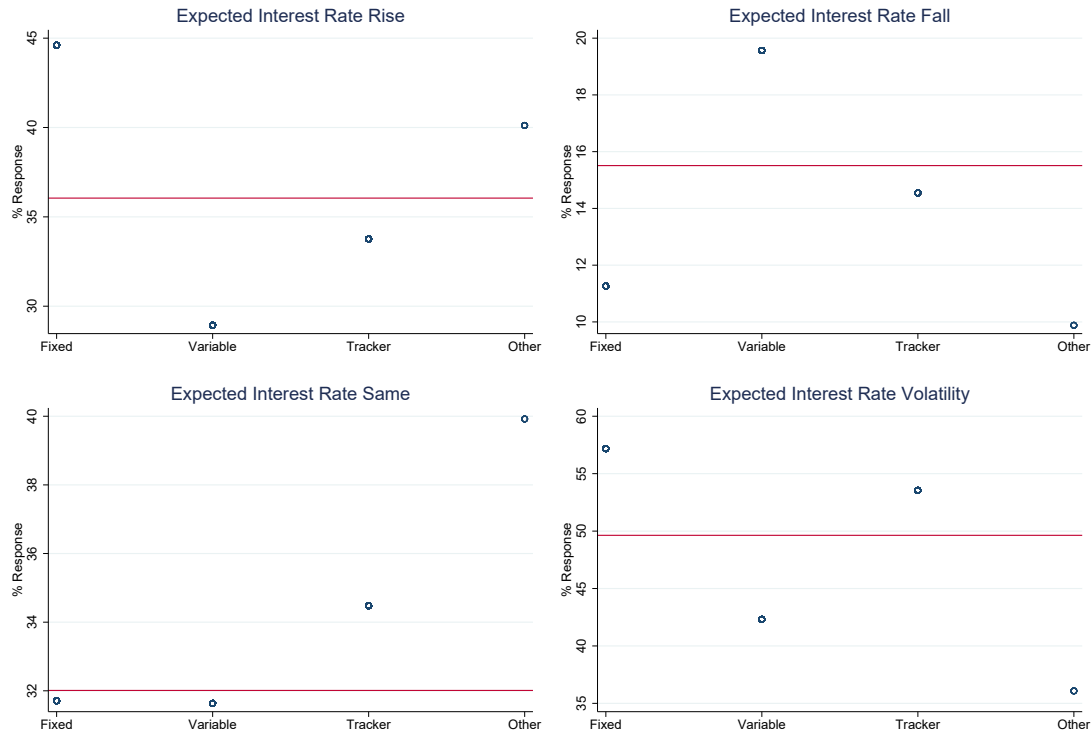 Expected Interest Rate Rise
% Response
45
40
35
30
Fixed Variable Tracker Other
Expected Interest Rate Fall
% Response
20
18
16
14
12
10
Fixed Variable Tracker Other
Expected Interest Rate Same
% Response
40
38
36
34
32
Fixed Variable Tracker Other
Expected Interest Rate Volatility
% Response
60
55
50
45
40
35
Fixed Variable Tracker Other